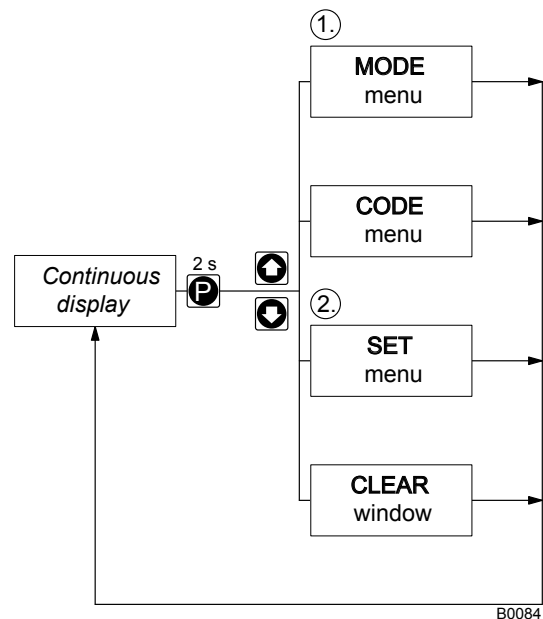 1.
MODE
menu
CODE
menu
2 s
P
Continuous
display
2.
SET
menu
CLEAR
window
B0084